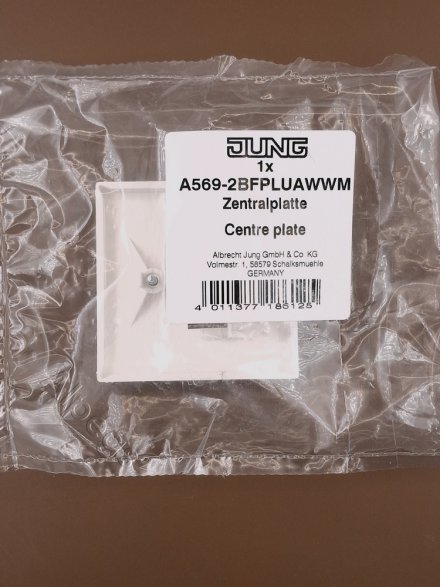 JUNG
1x
A569-2BFPLUAWWM
Zentralplatte
Centre plate
Albrecht Jung GmbH & Co. KG
Volmestr. 1, 58579 Schalksmuehle
GERMANY
4 011377 185125